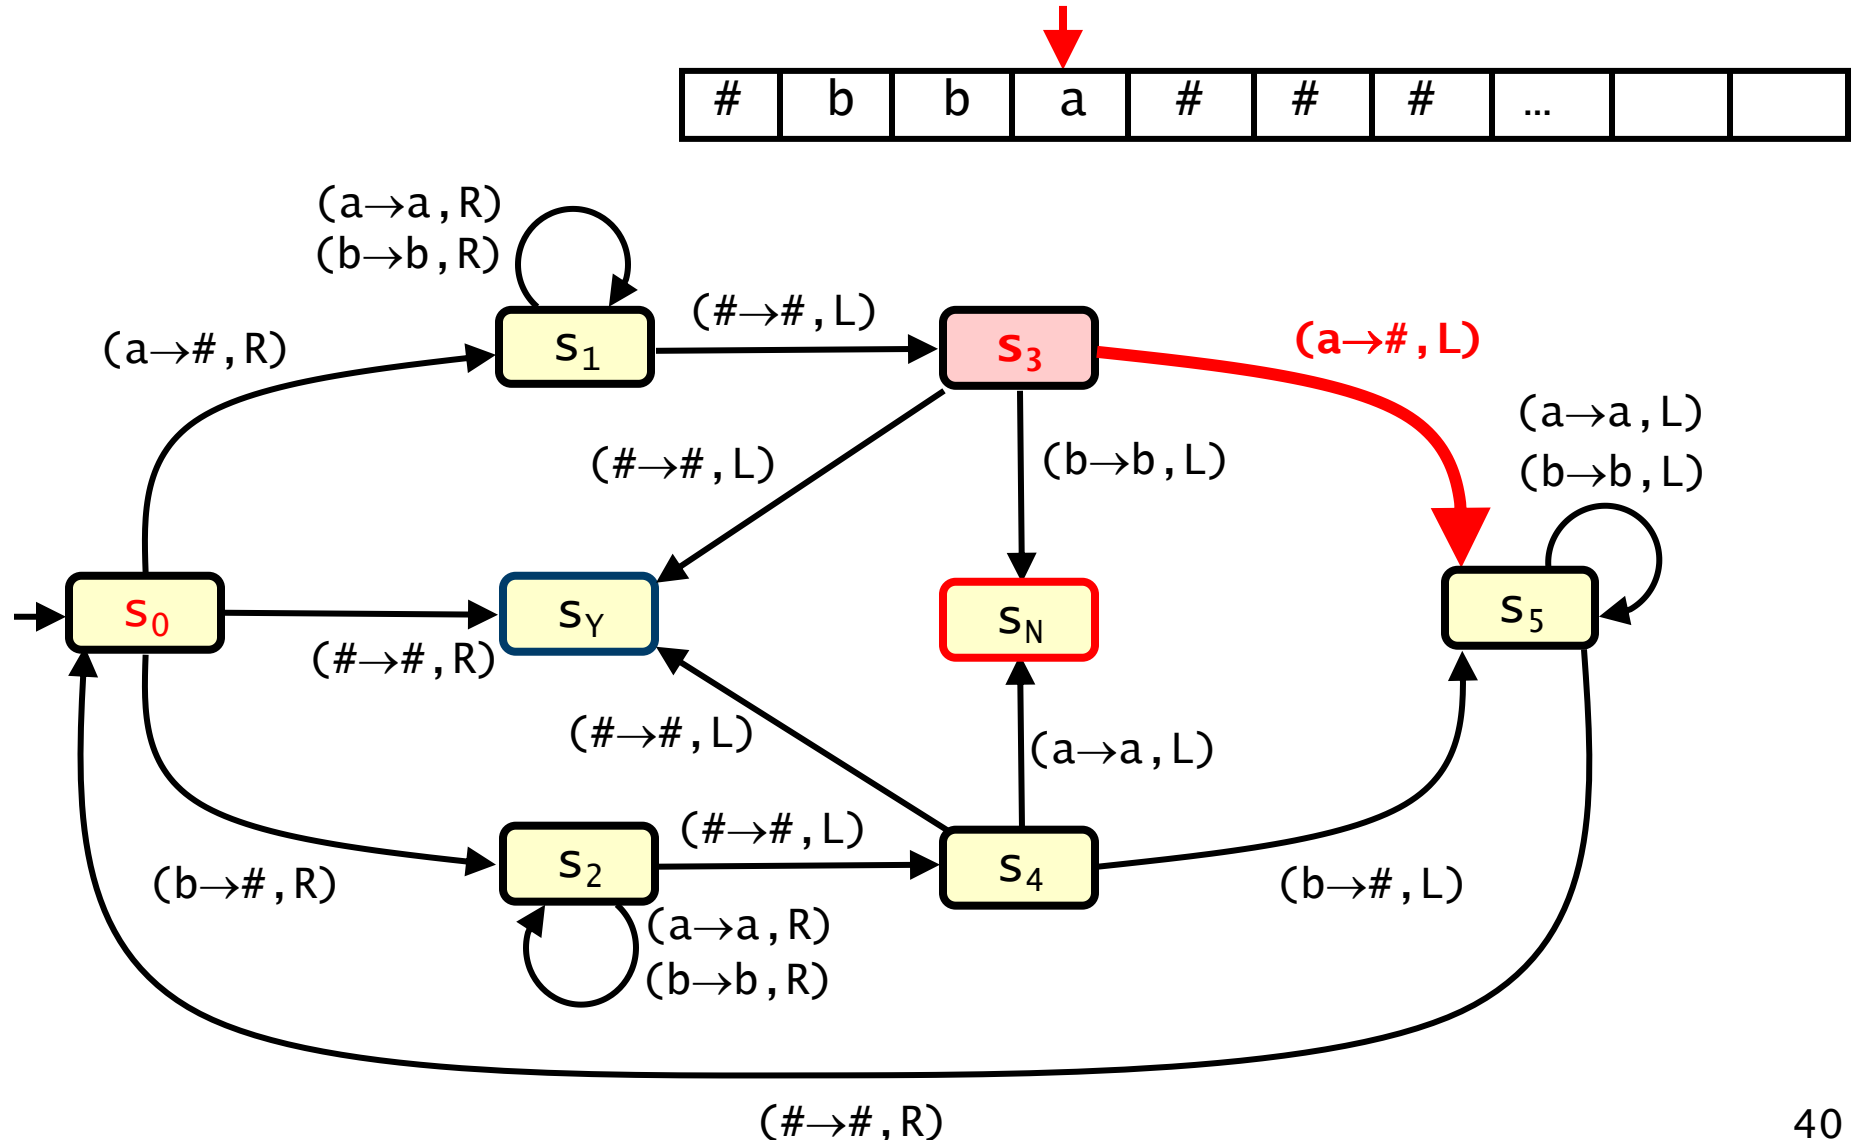 # b b a # # # ...
(a→a,R)
(b→b,R)
(a→#,R)
s1
(#→#,L)
s3
(a→#,L)
(a→a,L)
(b→b,L)
(#→#,L)
(b→b,L)
s0
sY
sN
s5
(#→#,R)
(#→#,L)
(a→a,L)
(b→#,R)
s2
(#→#,L)
s4
(b→#,L)
(a→a,R)
(b→b,R)
(#→#,R)
40